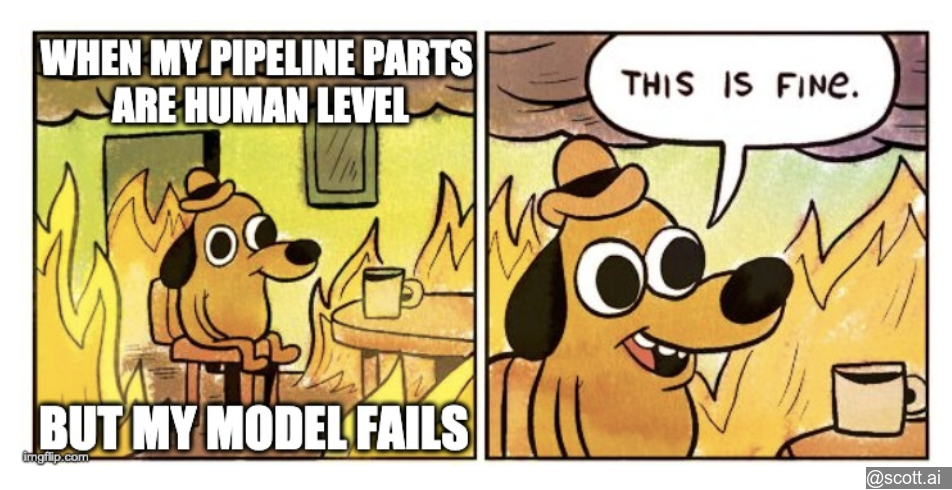 WHEN MY PIPELINE PARTS
ARE HUMAN LEVEL
BUT MY MODEL FAILS
imgflip.com
THIS IS FINE.
@scott.ai